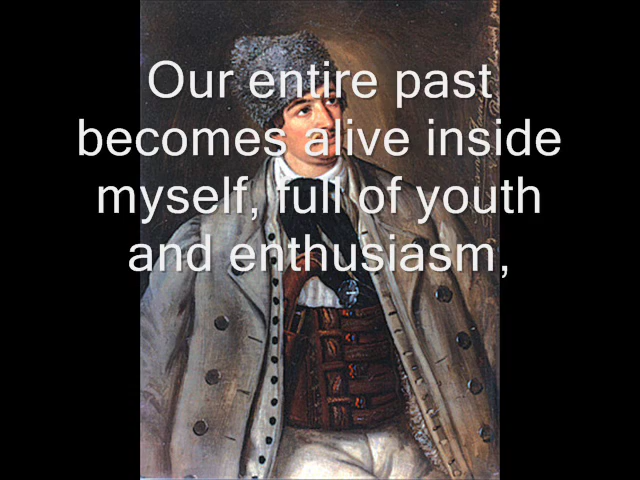 Our entire past
becomes alive inside
myself, full of youth
and enthusiasm,